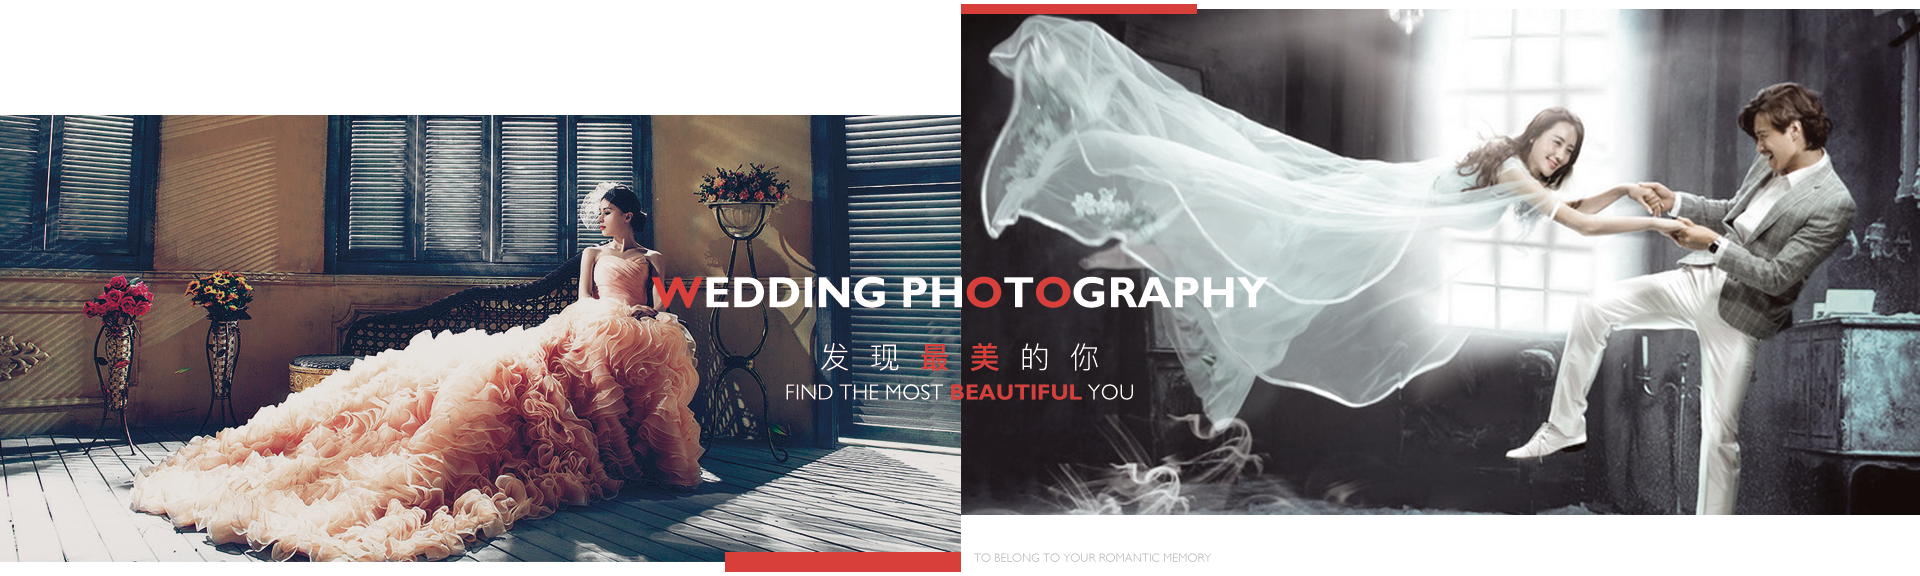 WEDDING PHOTOGRAPHY
发现最美的你
FIND THE MOST BEAUTIFUL YOU
TO BELONG TO YOUR ROMANTIC MEMORY